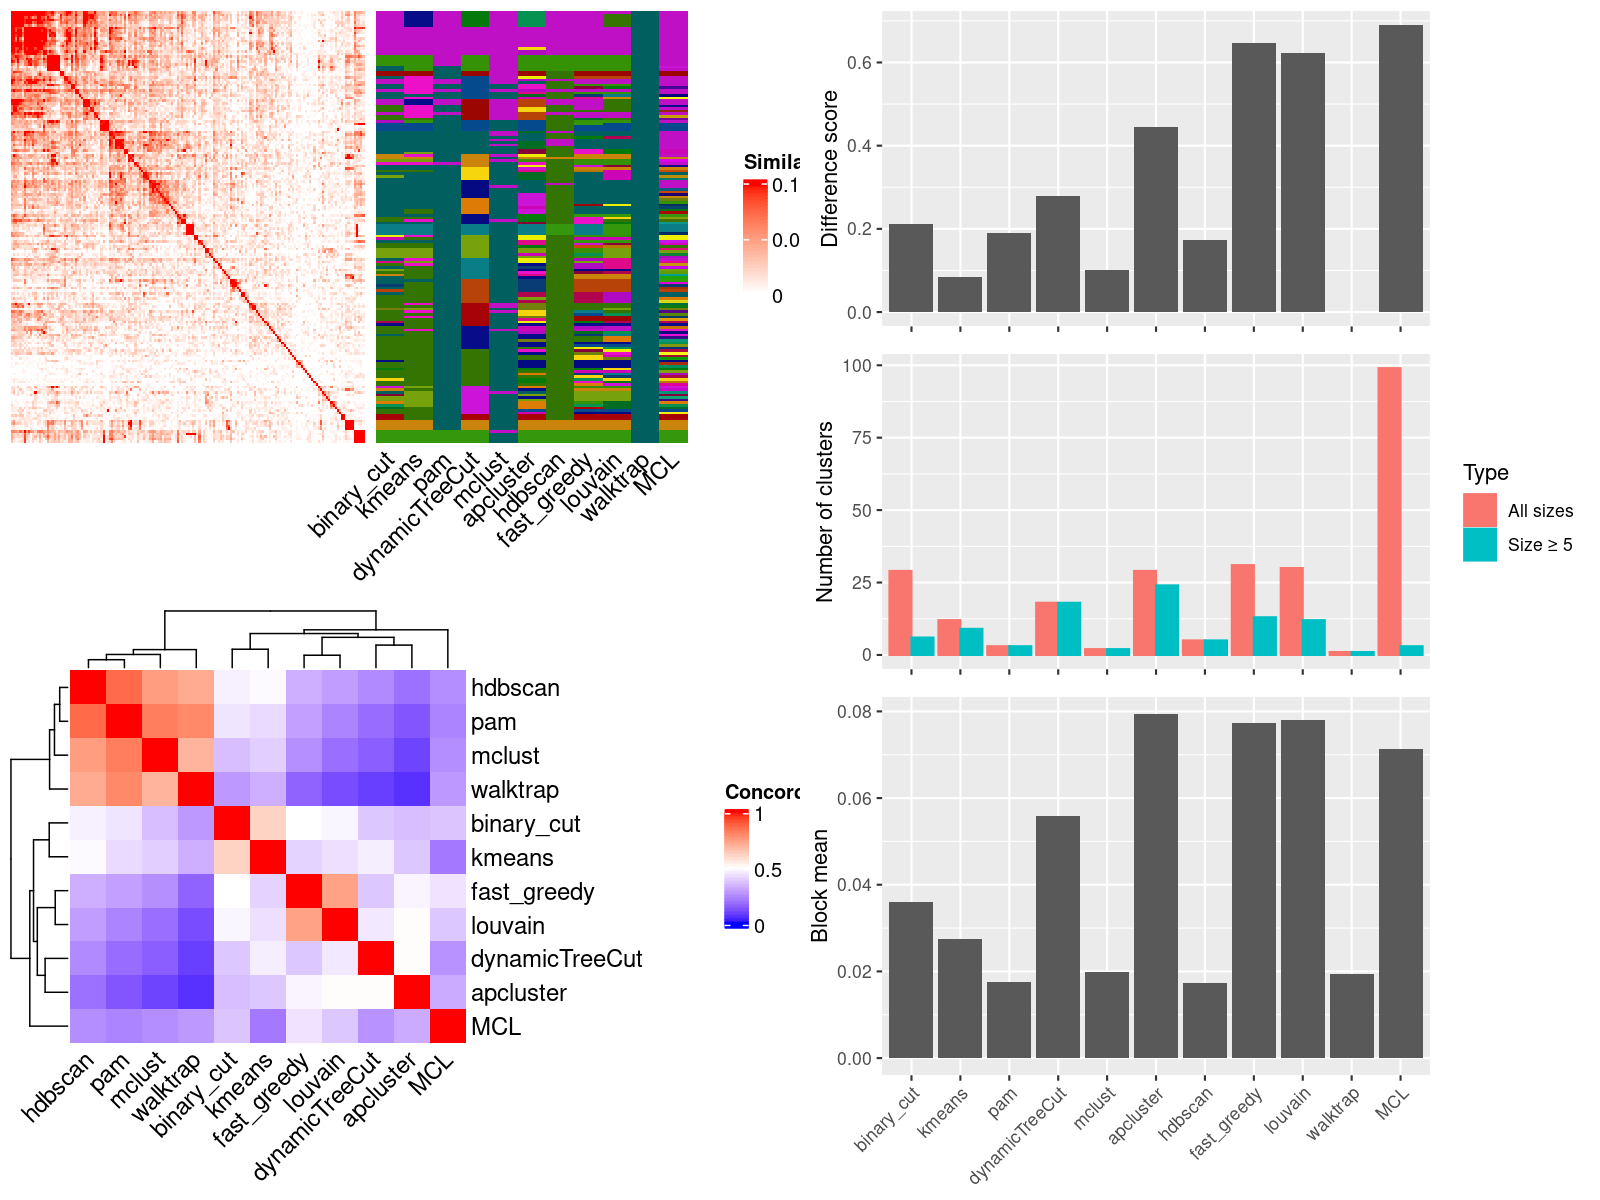 Simila
0.1
0.0
0
binary_cut
kmeans
pam
dynamicTreeCut
mclust
apcluster
hdbscan
fast_greedy
louvain
walktrap
MCL
hdbscan
pam
mclust
walktrap
binary_cut
kmeans
fast_greedy
louvain
dynamicTreeCut
apcluster
MCL
hdbscan
pam
mclust
walktrap
binary_cut
kmeans
fast_greedy
louvain
dynamicTreeCut
apcluster
MCL
Concord
1
0.5
0
Difference score
0.6
0.4
0.2
0.0
Number of clusters
100
75
50
25
0
Type
All sizes
Size ≥ 5
Block mean
0.08
0.06
0.04
0.02
0.00
binary_cut
kmeans
pam
dynamicTreeCut
mclust
apcluster
hdbscan
fast_greedy
louvain
walktrap
MCL